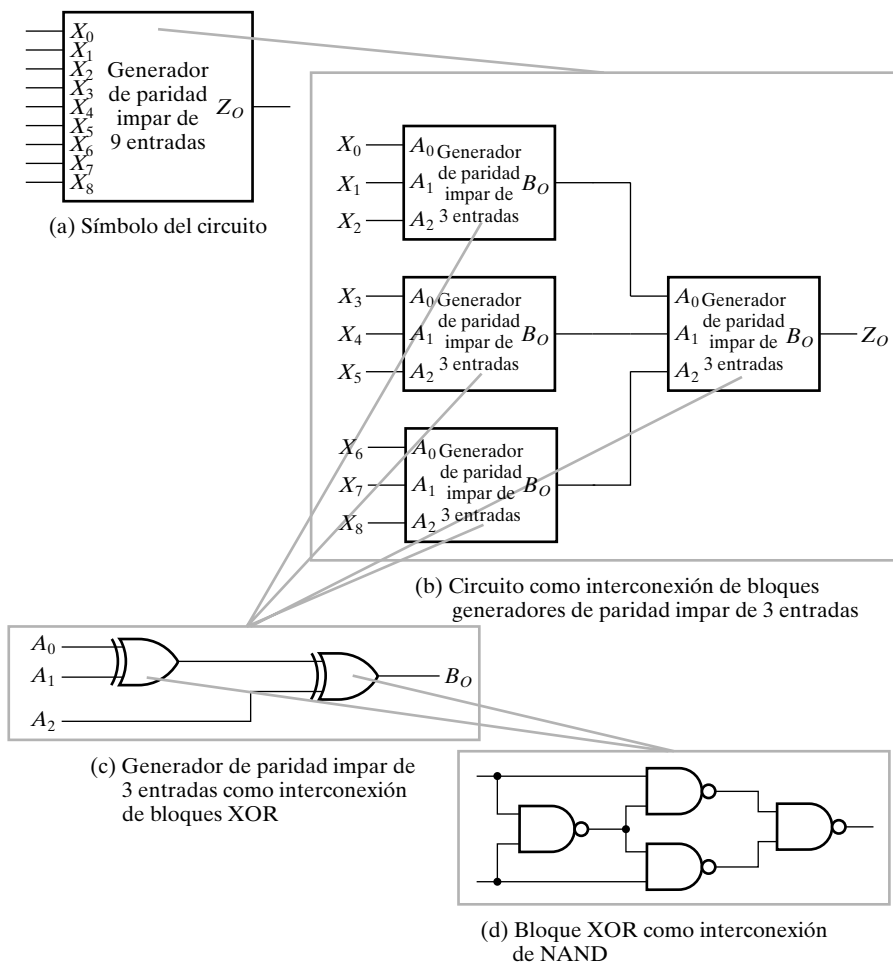 X0
X1
X2
X3
X4
X5
X6
X7
X8
Generador
de paridad
impar de
9 entradas
ZO
(a) Símbolo del circuito
X0
X1
X2
A0
A1
A2
Generador
de paridad
impar de
3 entradas
BO
X3
X4
X5
A0
A1
A2
Generador
de paridad
impar de
3 entradas
BO
X6
X7
X8
A0
A1
A2
Generador
de paridad
impar de
3 entradas
BO
A0
A1
A2
Generador
de paridad
impar de
3 entradas
BO
ZO
(b) Circuito como interconexión de bloques
generadores de paridad impar de 3 entradas
A0
A1
A2
BO
(c) Generador de paridad impar de
3 entradas como interconexión
de bloques XOR
(d) Bloque XOR como interconexión
de NAND